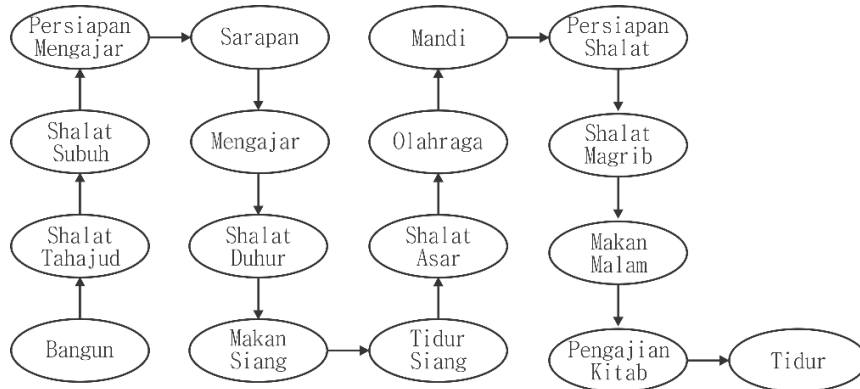 Persiapan
Mengajar
Sarapan
Mandi
Persiapan
Shalat
Shalat
Subuh
Mengajar
Olahraga
Shalat
Magrib
Shalat
Tahajud
Shalat
Duhur
Shalat
Asar
Makan
Malam
Bangun
Makan
Siang
Tidur
Siang
Pengajian
Kitab
Tidur